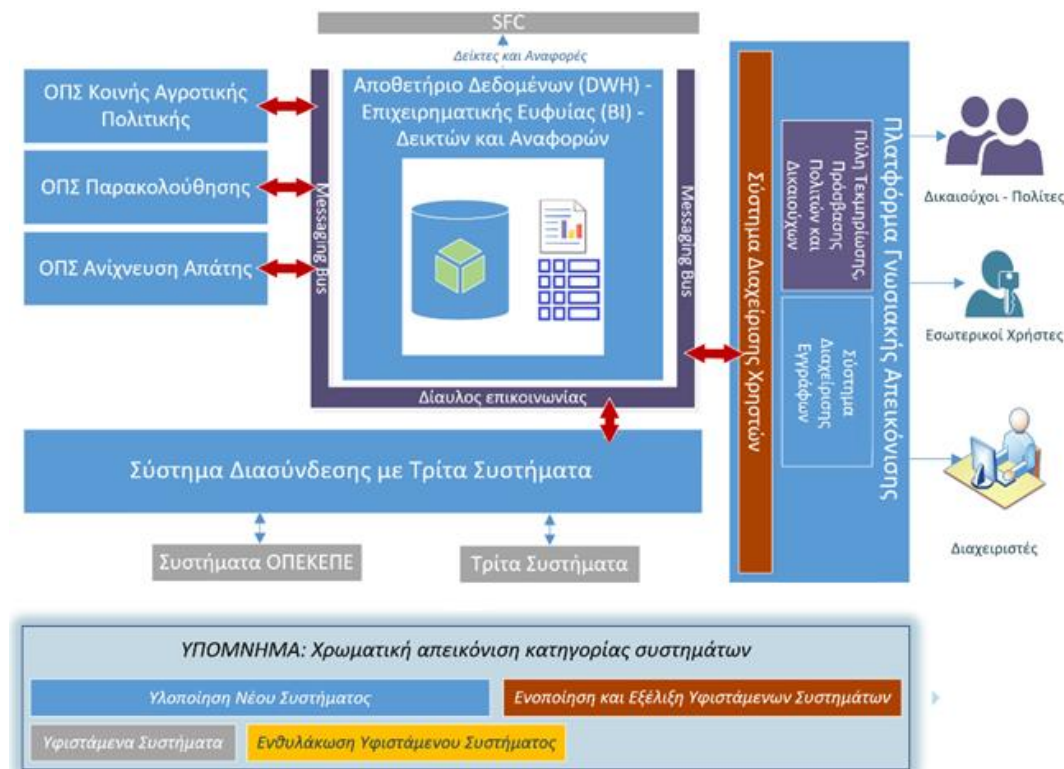 SFC
Δείκτες και Αναφορές
ΟΠΣ Κοινής Αγροτικής
Πολιτικής
ΟΠΣ Παρακολούθησης
ΟΠΣ Ανίχνευση Απάτης
Messaging Bus
Αποθετήριο Δεδομένων (DWH) -
Επιχειρηματικής Ευφυίας (BI) -
Δεικτών και Αναφορών
Messaging Bus
Δίαυλος επικοινωνίας
Σύστημα Διαχείρισης Χρηστών
Πύλη Τεκμηρίωσης,
Πρόσβασης
Πολιτών και
Δικαιούχων
Σύστημα
Διαχείρισης
Εγγράφων
Πλατφόρμα Γνωσιακής Απεικόνισης
Δικαιούχοι - Πολίτες
Εσωτερικοί Χρήστες
Διαχειριστές
Σύστημα Διασύνδεσης με Τρίτα Συστήματα
Συστήματα ΟΠΕΚΕΠΕ
Τρίτα Συστήματα
ΥΠΟΜΝΗΜΑ: Χρωματική απεικόνιση κατηγορίας συστημάτων
Υλοποίηση Νέου Συστήματος
Ενοποίηση και Εξέλιξη Υφιστάμενων Συστημάτων
Υφιστάμενα Συστήματα
Ενθυλάκωση Υφιστάμενου Συστήματος